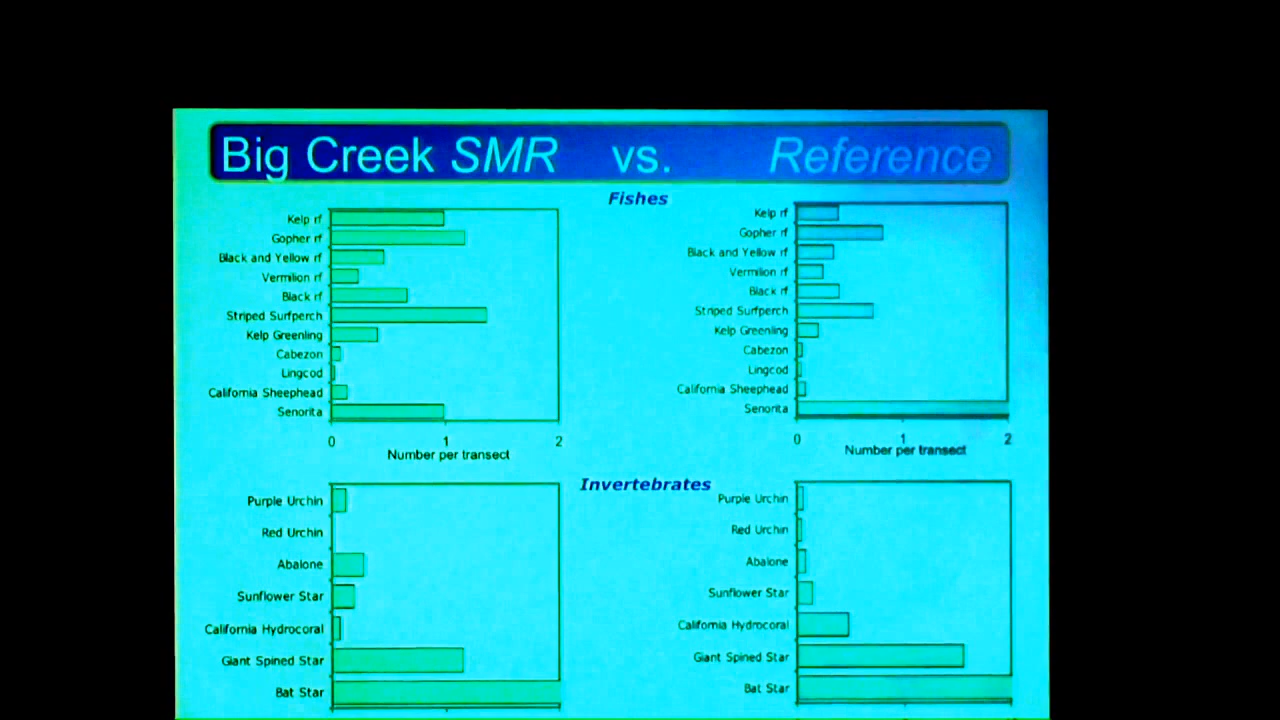 Big Creek SMR vs. Reference
Fishes
Kelp rf
Gopher rf
Black and Yellow rf
Vermilion rf
Black rf
Striped Surfperch
Kelp Greenling
Cabezon
Lingcod
California Sheephead
Senorita
0 1 2
Number per transect
Kelp rf
Gopher rf
Black and Yellow rf
Vermilion rf
Black rf
Striped Surfperch
Kelp Greenling
Cabezon
Lingcod
California Sheephead
Senorita
0 1 2
Number per transect
Invertebrates
Purple Urchin
Red Urchin
Abalone
Sunflower Star
California Hydrocoral
Giant Spined Star
Bat Star
Purple Urchin
Red Urchin
Abalone
Sunflower Star
California Hydrocoral
Giant Spined Star
Bat Star